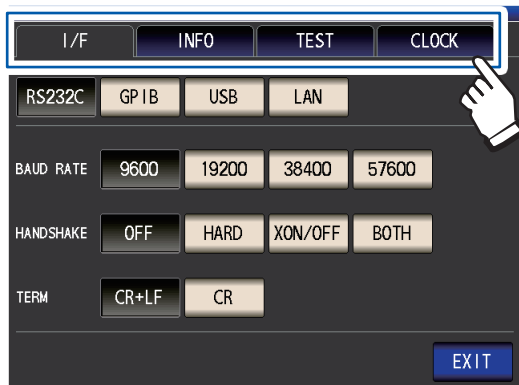 I/F INFO TEST CLOCK
RS232C GPIB USB LAN
BAUD RATE 9600 19200 38400 57600
HANDSHAKE OFF HARD XON/OFF BOTH
TERM CR+LF CR
EXIT